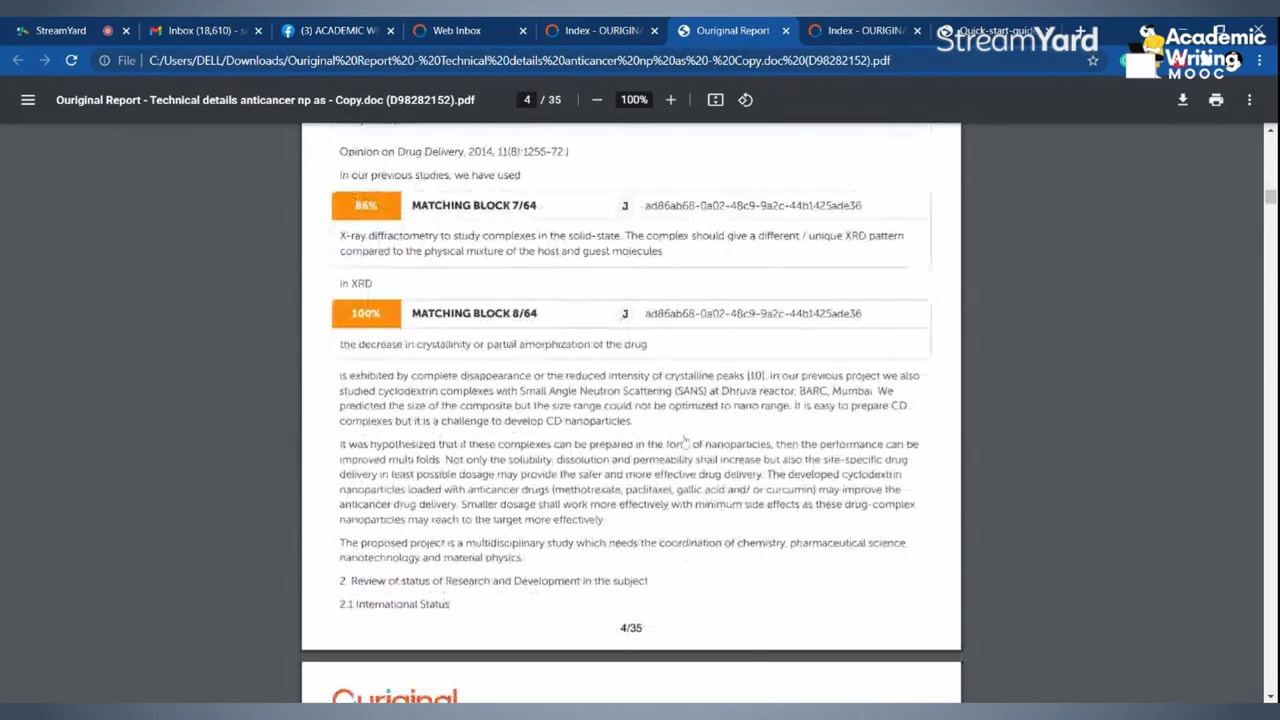 StreamYard
Inbox (18,610) - s
(3) ACADEMIC W
Web Inbox
Index - OURIGINA
Ouriginal Report
Index - OURIGINA
Quick-start-guid
StreamYard
Academic
Writing
MOOC
File
C:/Users/DELL/Downloads/Ouriginal%20Report%20-%20Technical%20details%20anticancer%20np%20as%20-%20Copy.doc%20(D98282152).pdf
Ouriginal Report - Technical details anticancer np as - Copy.doc (D98282152).pdf
4 / 35
100%
Opinion on Drug Delivery, 2014, 11(8):1255-72 ]
In our previous studies, we have used
86%
MATCHING BLOCK 7/64
J
ad86ab68-0a02-48c9-9a2c-44b1425ade36
X-ray diffractometry to study complexes in the solid-state. The complex should give a different / unique XRD pattern
compared to the physical mixture of the host and guest molecules.
In XRD
100%
MATCHING BLOCK 8/64
J
ad86ab68-0a02-48c9-9a2c-44b1425ade36
the decrease in crystallinity or partial amorphization of the drug
is exhibited by complete disappearance or the reduced intensity of crystalline peaks [10]. In our previous project we also
studied cyclodextrin complexes with Small Angle Neutron Scattering (SANS) at Dhruva reactor, BARC, Mumbai. We
predicted the size of the composite but the size range could not be optimized to nano range. It is easy to prepare CD
complexes but it is a challenge to develop CD nanoparticles.
It was hypothesized that if these complexes can be prepared in the form of nanoparticles, then the performance can be
improved multi folds. Not only the solubility, dissolution and permeability shall increase but also the site-specific drug
delivery in least possible dosage may provide the safer and more effective drug delivery. The developed cyclodextrin
nanoparticles loaded with anticancer drugs (methotrexate, paclitaxel, gallic acid and/ or curcumin) may improve the
anticancer drug delivery. Smaller dosage shall work more effectively with minimum side effects as these drug-complex
nanoparticles may reach to the target more effectively.
The proposed project is a multidisciplinary study which needs the coordination of chemistry, pharmaceutical science,
nanotechnology and material physics.
2. Review of status of Research and Development in the subject
2.1 International Status
4/35
Ouriginal